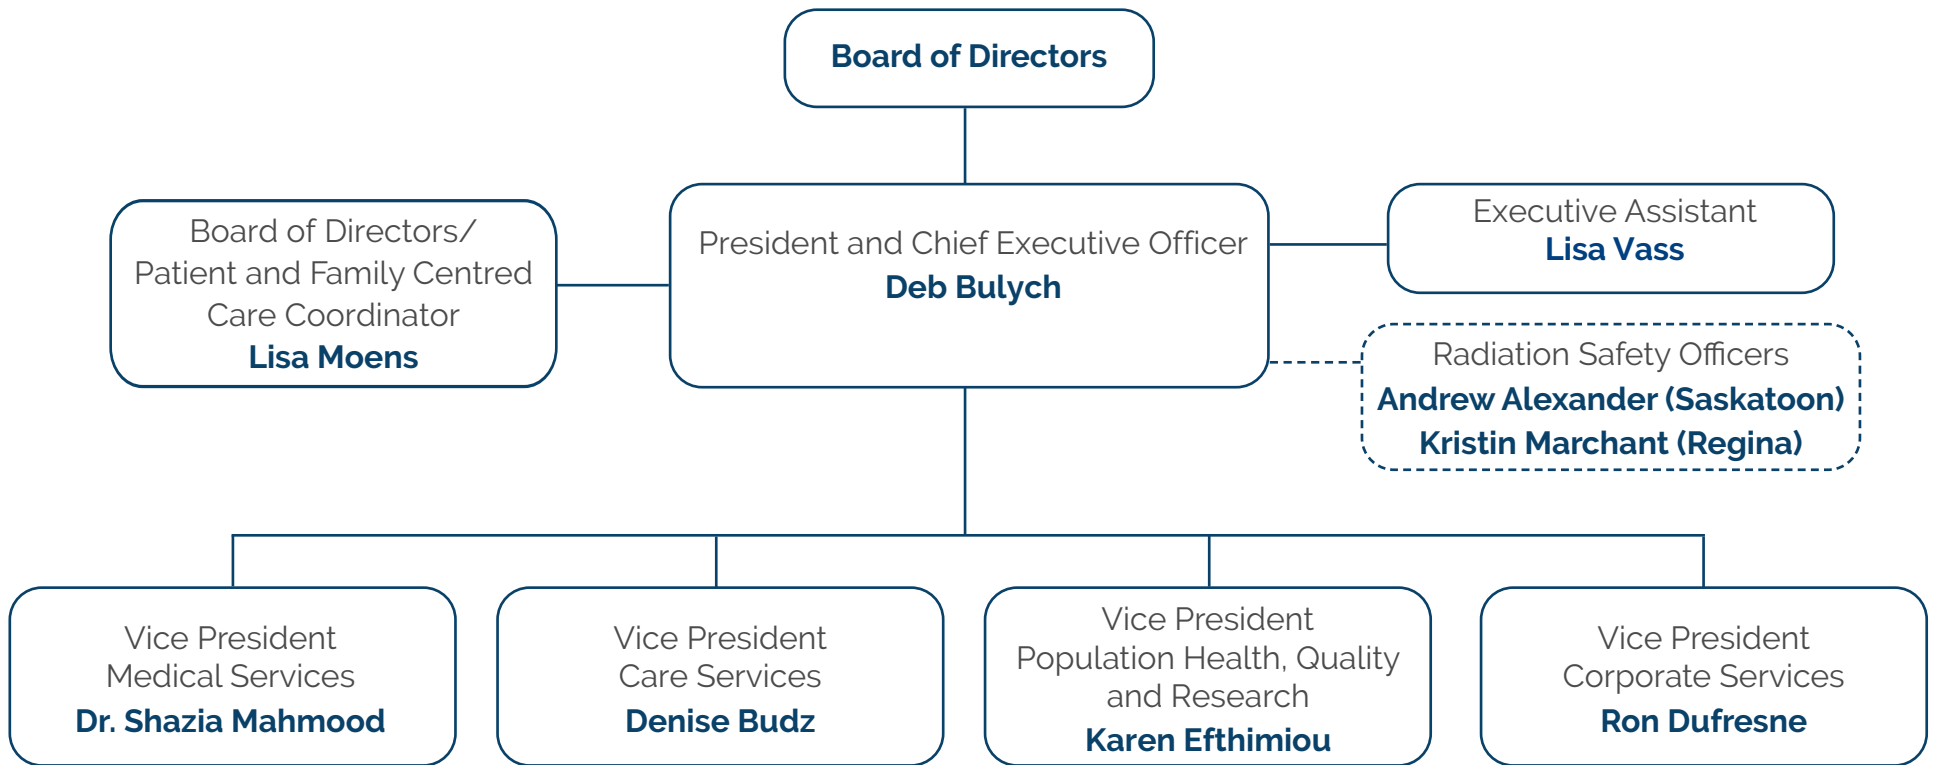 Board of Directors
Board of Directors/
Patient and Family Centred
Care Coordinator
Lisa Moens
President and Chief Executive Officer
Deb Bulych
Executive Assistant
Lisa Vass
Radiation Safety Officers
Andrew Alexander (Saskatoon)
Kristin Marchant (Regina)
Vice President
Medical Services
Dr. Shazia Mahmood
Vice President
Care Services
Denise Budz
Vice President
Population Health, Quality
and Research
Karen Efthimiou
Vice President
Corporate Services
Ron Dufresne